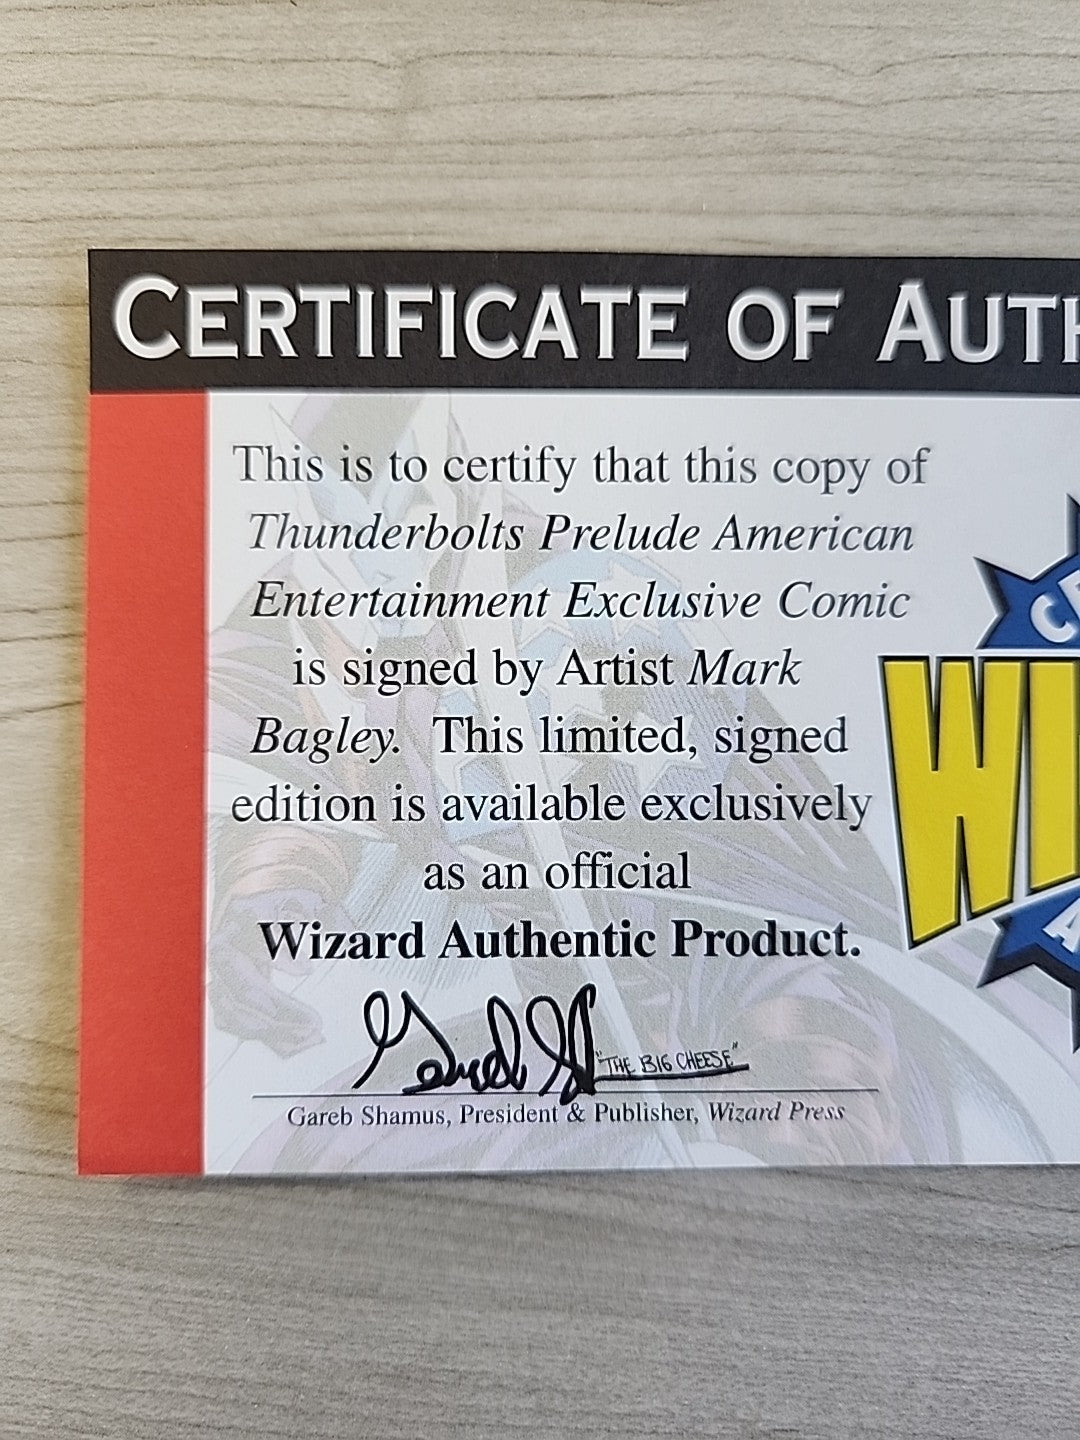 CERTIFICATE OF AUTH
This is to certify that this copy of
Thunderbolts Prelude American
Entertainment Exclusive Comic
is signed by Artist Mark
Bagley. This limited, signed
edition is available exclusively
as an official
Wizard Authentic Product.
"THE BIG CHEESE"
Gareb Shamus, President & Publisher, Wizard Press
CE
WI
A